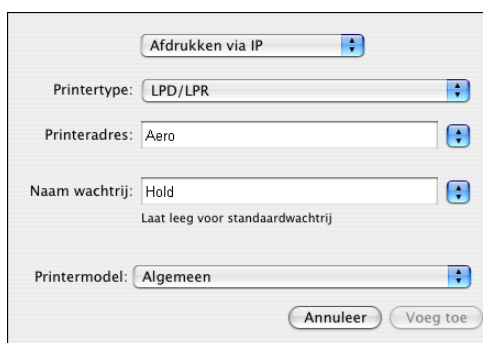 Afdrukken via IP
Printertype: LPD/LPR
Printeradres: Aero
Naam wachtrij: Hold
Laat leeg voor standaardwachtrij
Printermodel: Algemeen
Annuleer Voeg toe